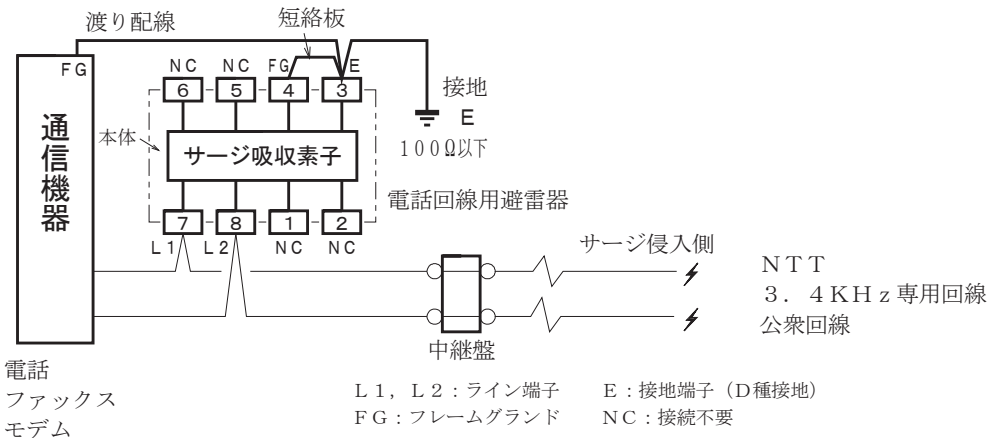 渡り配線
短絡板
FG
NC NC FG E
6 5 4 3
接地
E
100Ω以下
通信機器
本体
サージ吸収素子
電話回線用避雷器
7 8 1 2
L1 L2 NC NC
サージ侵入側
NTT
3.4KHz専用回線
公衆回線
中継盤
電話
ファックス
モデム
L1,L2:ライン端子 E:接地端子(D種接地)
FG:フレームグランド NC:接続不要